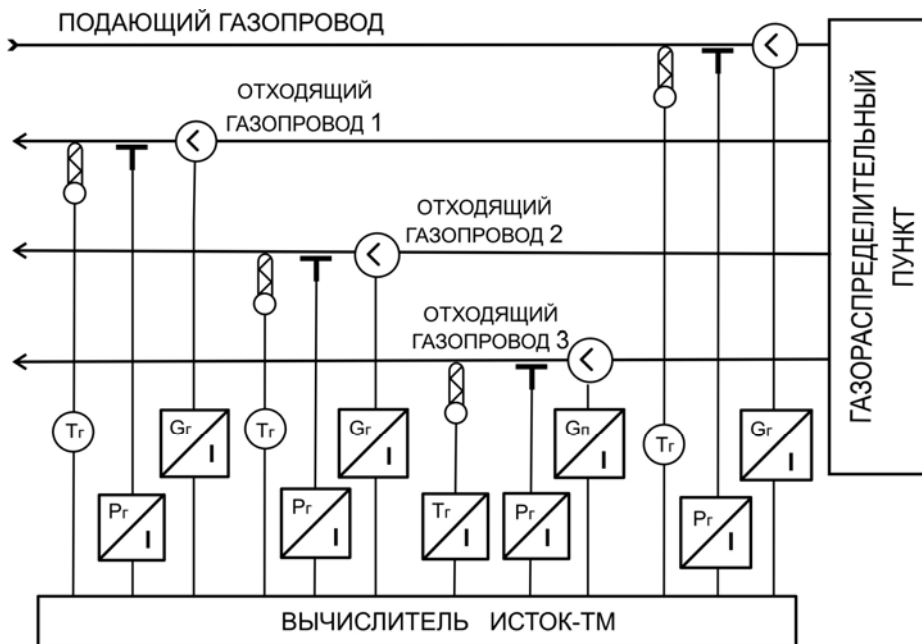 ПОДАЮЩИЙ ГАЗОПРОВОД
ОТХОДЯЩИЙ
ГАЗОПРОВОД 1
ОТХОДЯЩИЙ
ГАЗОПРОВОД 2
ОТХОДЯЩИЙ
ГАЗОПРОВОД 3
ГАЗОРАСПРЕДЕЛИТЕЛЬНЫЙ
ПУНКТ
Тг
Рг
I
Gг
I
Тг
Рг
I
Gг
I
Тг
I
Рг
I
Gп
I
Тг
Рг
I
Gг
I
ВЫЧИСЛИТЕЛЬ ИСТОК-ТМ